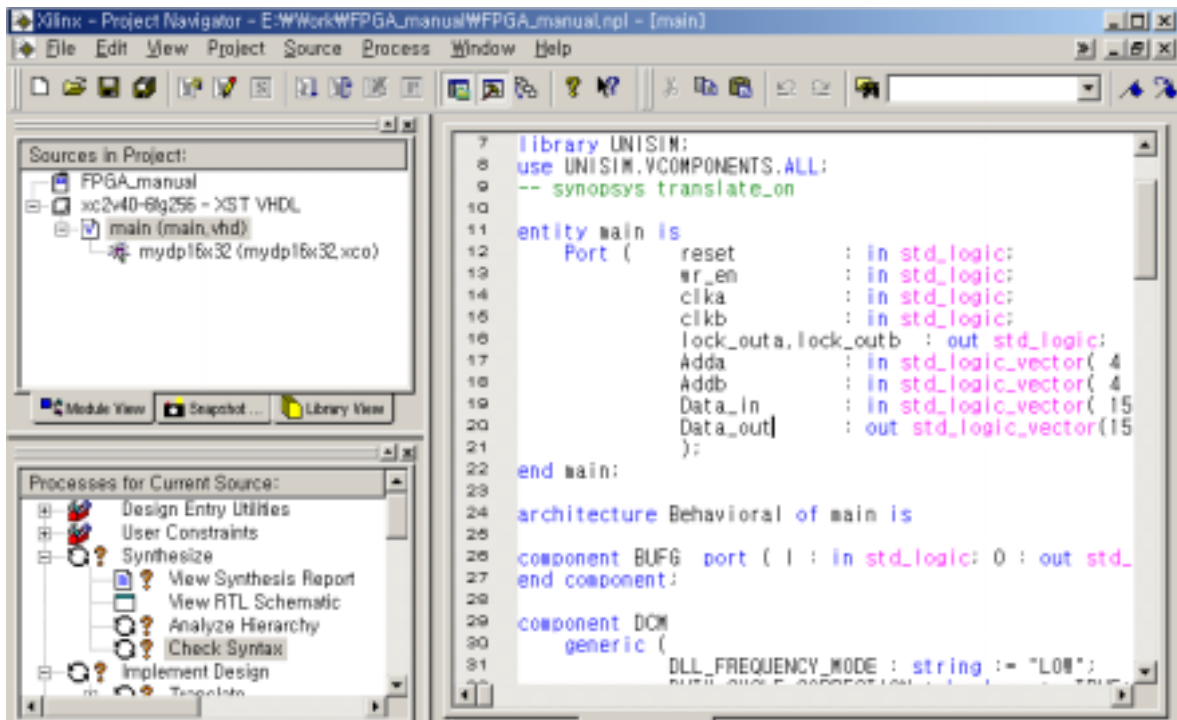 Xilinx - Project Navigator - E:₩Work₩FPGA_manual₩FPGA_manual.npl - [main]
File Edit View Project Source Process Window Help
Sources in Project:
FPGA_manual
xc2v40-6fg256 - XST VHDL
main (main.vhd)
mydp16x32 (mydp16x32.xco)
Module View Snapshot ... Library View
Processes for Current Source:
Design Entry Utilities
User Constraints
Synthesize
View Synthesis Report
View RTL Schematic
Analyze Hierarchy
Check Syntax
Implement Design
Translate
7 library UNISIM;
8 use UNISIM.VCOMPONENTS.ALL;
9 -- synopsys translate_on
10
11 entity main is
12 Port ( reset : in std_logic;
13 wr_en : in std_logic;
14 clka : in std_logic;
15 clkb : in std_logic;
16 lock_outa,lock_outb : out std_logic;
17 Adda : in std_logic_vector( 4
18 Addb : in std_logic_vector( 4
19 Data_in : in std_logic_vector( 15
20 Data_out : out std_logic_vector(15
21 );
22 end main;
23
24 architecture Behavioral of main is
25
26 component BUFG port ( I : in std_logic; O : out std_
27 end component;
28
29 component DCM
30 generic (
31 DLL_FREQUENCY_MODE : string := "LOW";